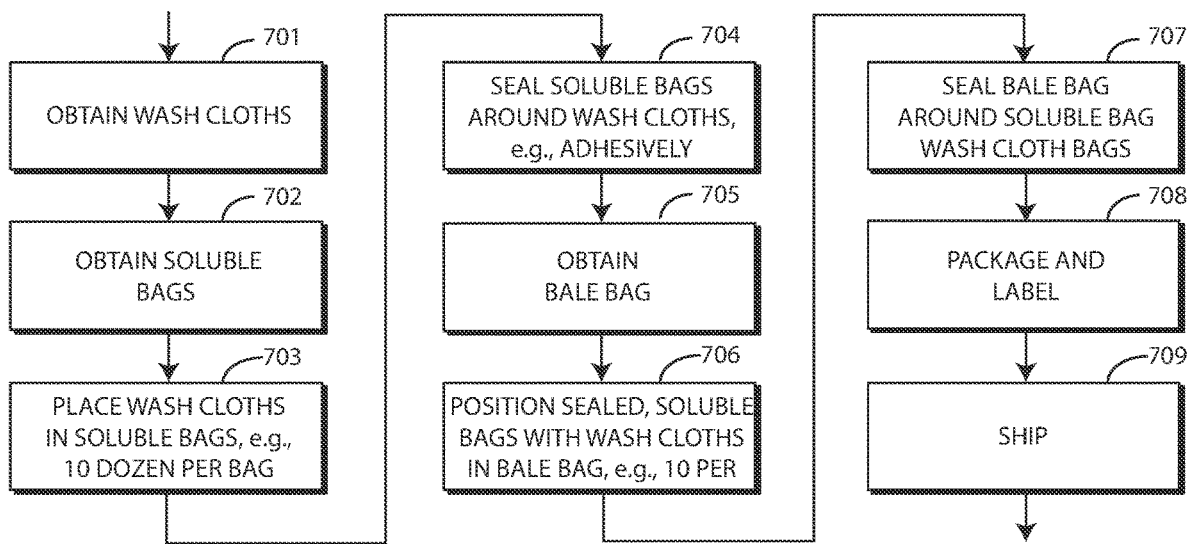 701
OBTAIN WASH CLOTHS
702
OBTAIN SOLUBLE
BAGS
703
PLACE WASH CLOTHS
IN SOLUBLE BAGS, e.g.,
10 DOZEN PER BAG
704
SEAL SOLUBLE BAGS
AROUND WASH CLOTHS,
e.g., ADHESIVELY
705
OBTAIN
BALE BAG
706
POSITION SEALED, SOLUBLE
BAGS WITH WASH CLOTHS
IN BALE BAG, e.g., 10 PER
707
SEAL BALE BAG
AROUND SOLUBLE BAG
WASH CLOTH BAGS
708
PACKAGE AND
LABEL
709
SHIP